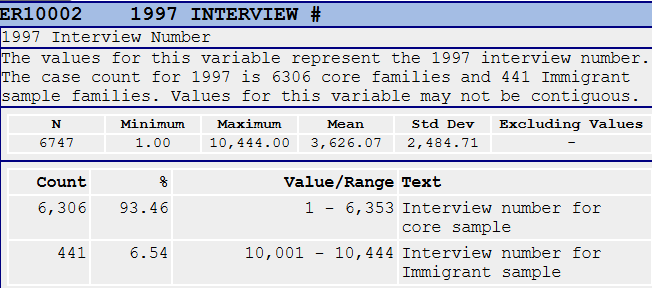 ER10002 1997 INTERVIEW #
1997 Interview Number
The values for this variable represent the 1997 interview number.
The case count for 1997 is 6306 core families and 441 Immigrant
sample families. Values for this variable may not be contiguous.
N Minimum Maximum Mean Std Dev Excluding Values
6747 1.00 10,444.00 3,626.07 2,484.71 -
Count % Value/Range Text
6,306 93.46 1 - 6,353 Interview number for
core sample
441 6.54 10,001 - 10,444 Interview number for
Immigrant sample